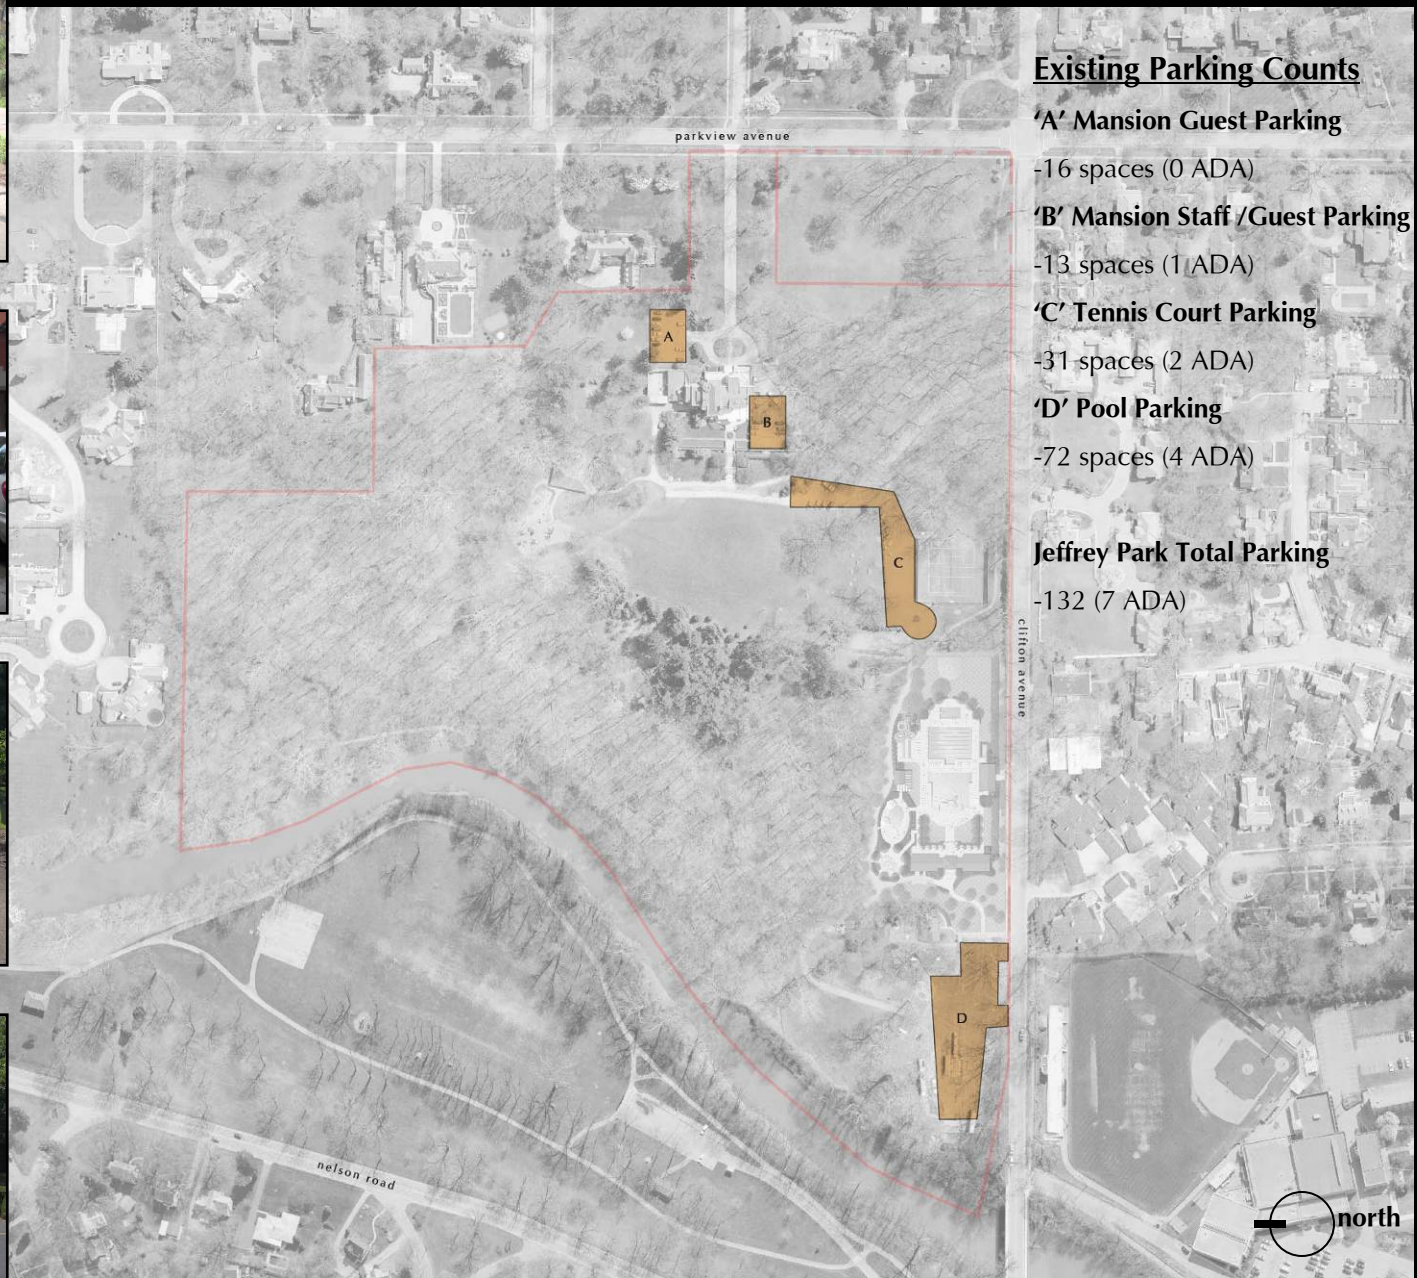 Existing Parking Counts
‘A’ Mansion Guest Parking
-16 spaces (0 ADA)
‘B’ Mansion Staff /Guest Parking
-13 spaces (1 ADA)
‘C’ Tennis Court Parking
-31 spaces (2 ADA)
‘D’ Pool Parking
-72 spaces (4 ADA)
Jeffrey Park Total Parking
-132 (7 ADA)
parkview avenue
A
B
C
clifton avenue
D
nelson road
north